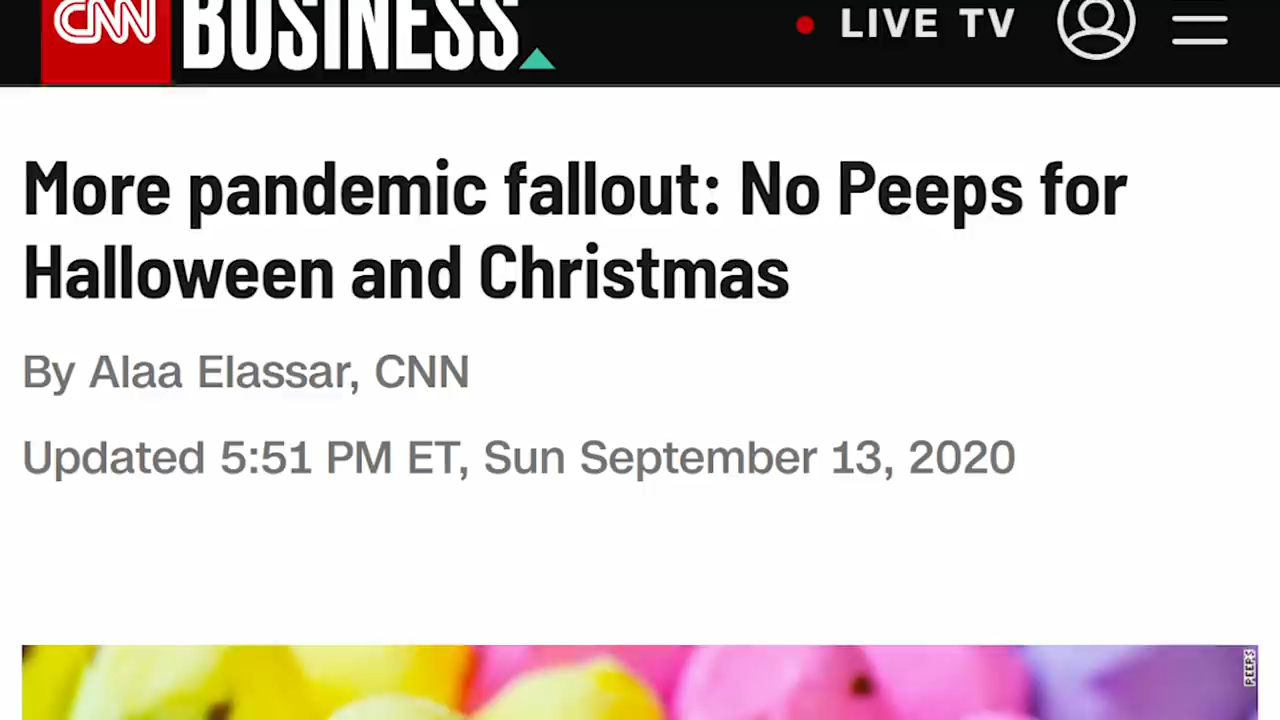 CNN BUSINESS
LIVE TV
More pandemic fallout: No Peeps for
Halloween and Christmas
By Alaa Elassar, CNN
Updated 5:51 PM ET, Sun September 13, 2020
PEEPS